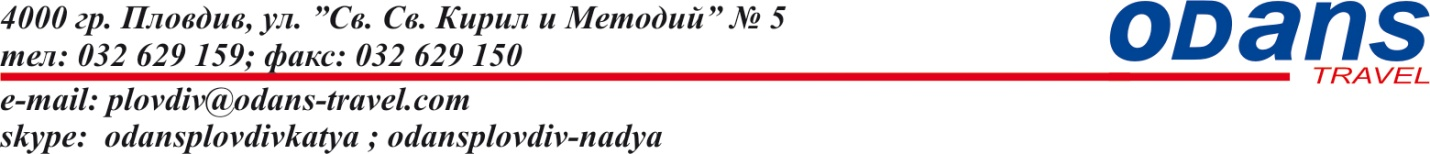 4000 гр. Пловдив, ул. ”Св. Св. Кирил и Методий” № 5
тел: 032 629 159; факс: 032 629 150
ODans
TRAVEL
e-mail: plovdiv@odans-travel.com
skype:  odansplovdivkatya ; odansplovdiv-nadya